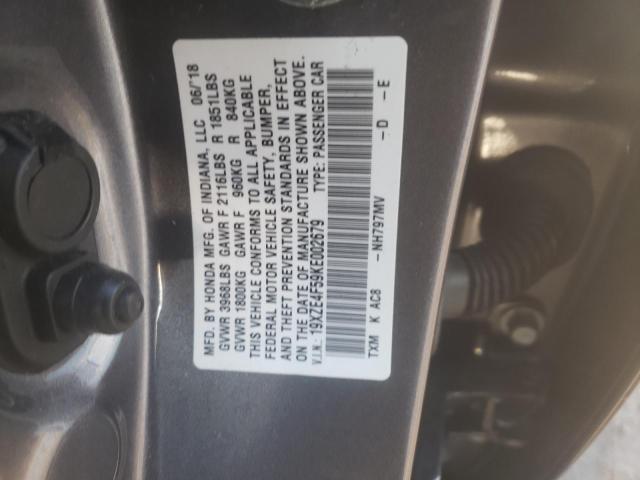 MFD. BY HONDA MFG. OF INDIANA, LLC 06/18
GVWR 3968LBS GAWR F 2116LBS R 1851LBS
GVWR 1800KG GAWR F 960KG R 840KG
THIS VEHICLE CONFORMS TO ALL APPLICABLE
FEDERAL MOTOR VEHICLE SAFETY, BUMPER,
AND THEFT PREVENTION STANDARDS IN EFFECT
ON THE DATE OF MANUFACTURE SHOWN ABOVE.
V.I.N.: 19XZE4F59KE002679 TYPE: PASSENGER CAR
TXM K AC8 -NH797MV -D -E